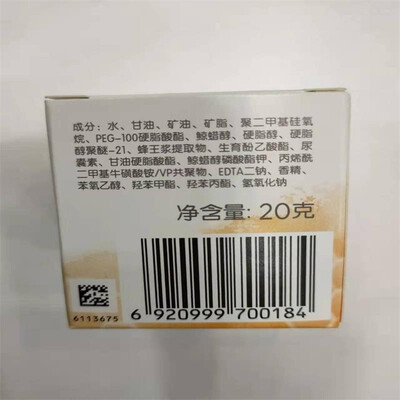 成分：水、甘油、矿油、矿脂、聚二甲基硅氧
烷、PEG-100硬脂酸酯、鲸蜡醇、硬脂醇、硬脂
醇聚醚-21、蜂王浆提取物、生育酚乙酸酯、尿
囊素、甘油硬脂酸酯、鲸蜡醇磷酸酯钾、丙烯酰
二甲基牛磺酸铵/VP共聚物、EDTA二钠、香精、
苯氧乙醇、羟苯甲酯、羟苯丙酯、氢氧化钠
净含量: 20克
6113675
6 920999 700184